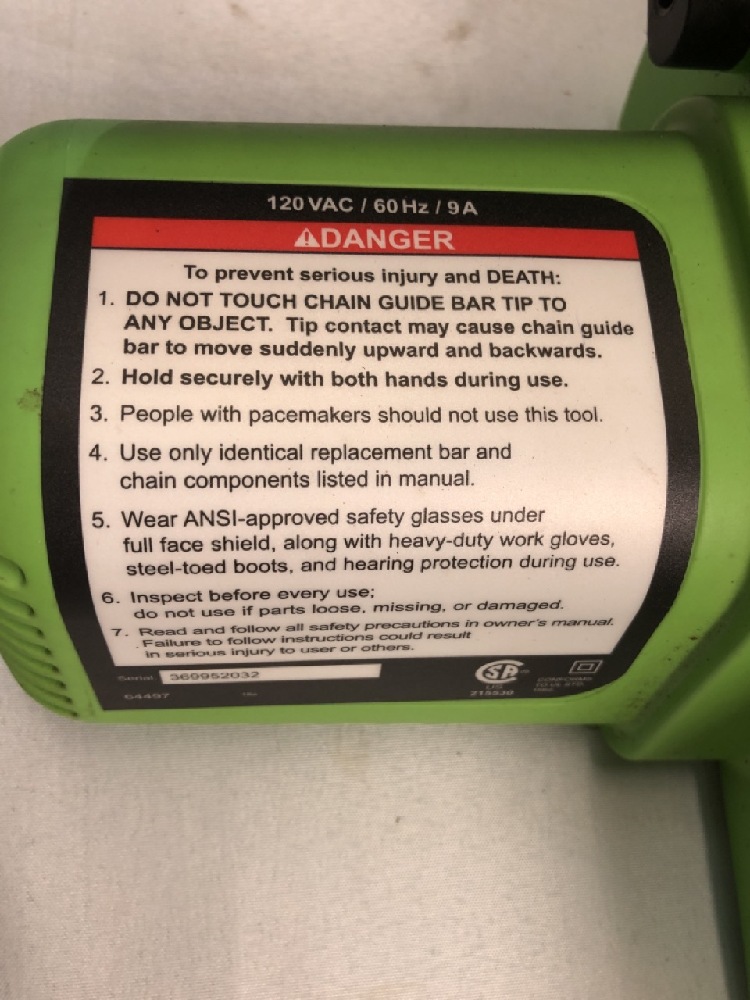 120 VAC / 60 Hz / 9 A
⚠DANGER
To prevent serious injury and DEATH:
1. DO NOT TOUCH CHAIN GUIDE BAR TIP TO
ANY OBJECT. Tip contact may cause chain guide
bar to move suddenly upward and backwards.
2. Hold securely with both hands during use.
3. People with pacemakers should not use this tool.
4. Use only identical replacement bar and
chain components listed in manual.
5. Wear ANSI-approved safety glasses under
full face shield, along with heavy-duty work gloves,
steel-toed boots, and hearing protection during use.
6. Inspect before every use;
do not use if parts loose, missing, or damaged.
7. Read and follow all safety precautions in owner's manual.
Failure to follow instructions could result
in serious injury to user or others.
Serial 369952032
64497
US
CONFORMS
TO UL STD.